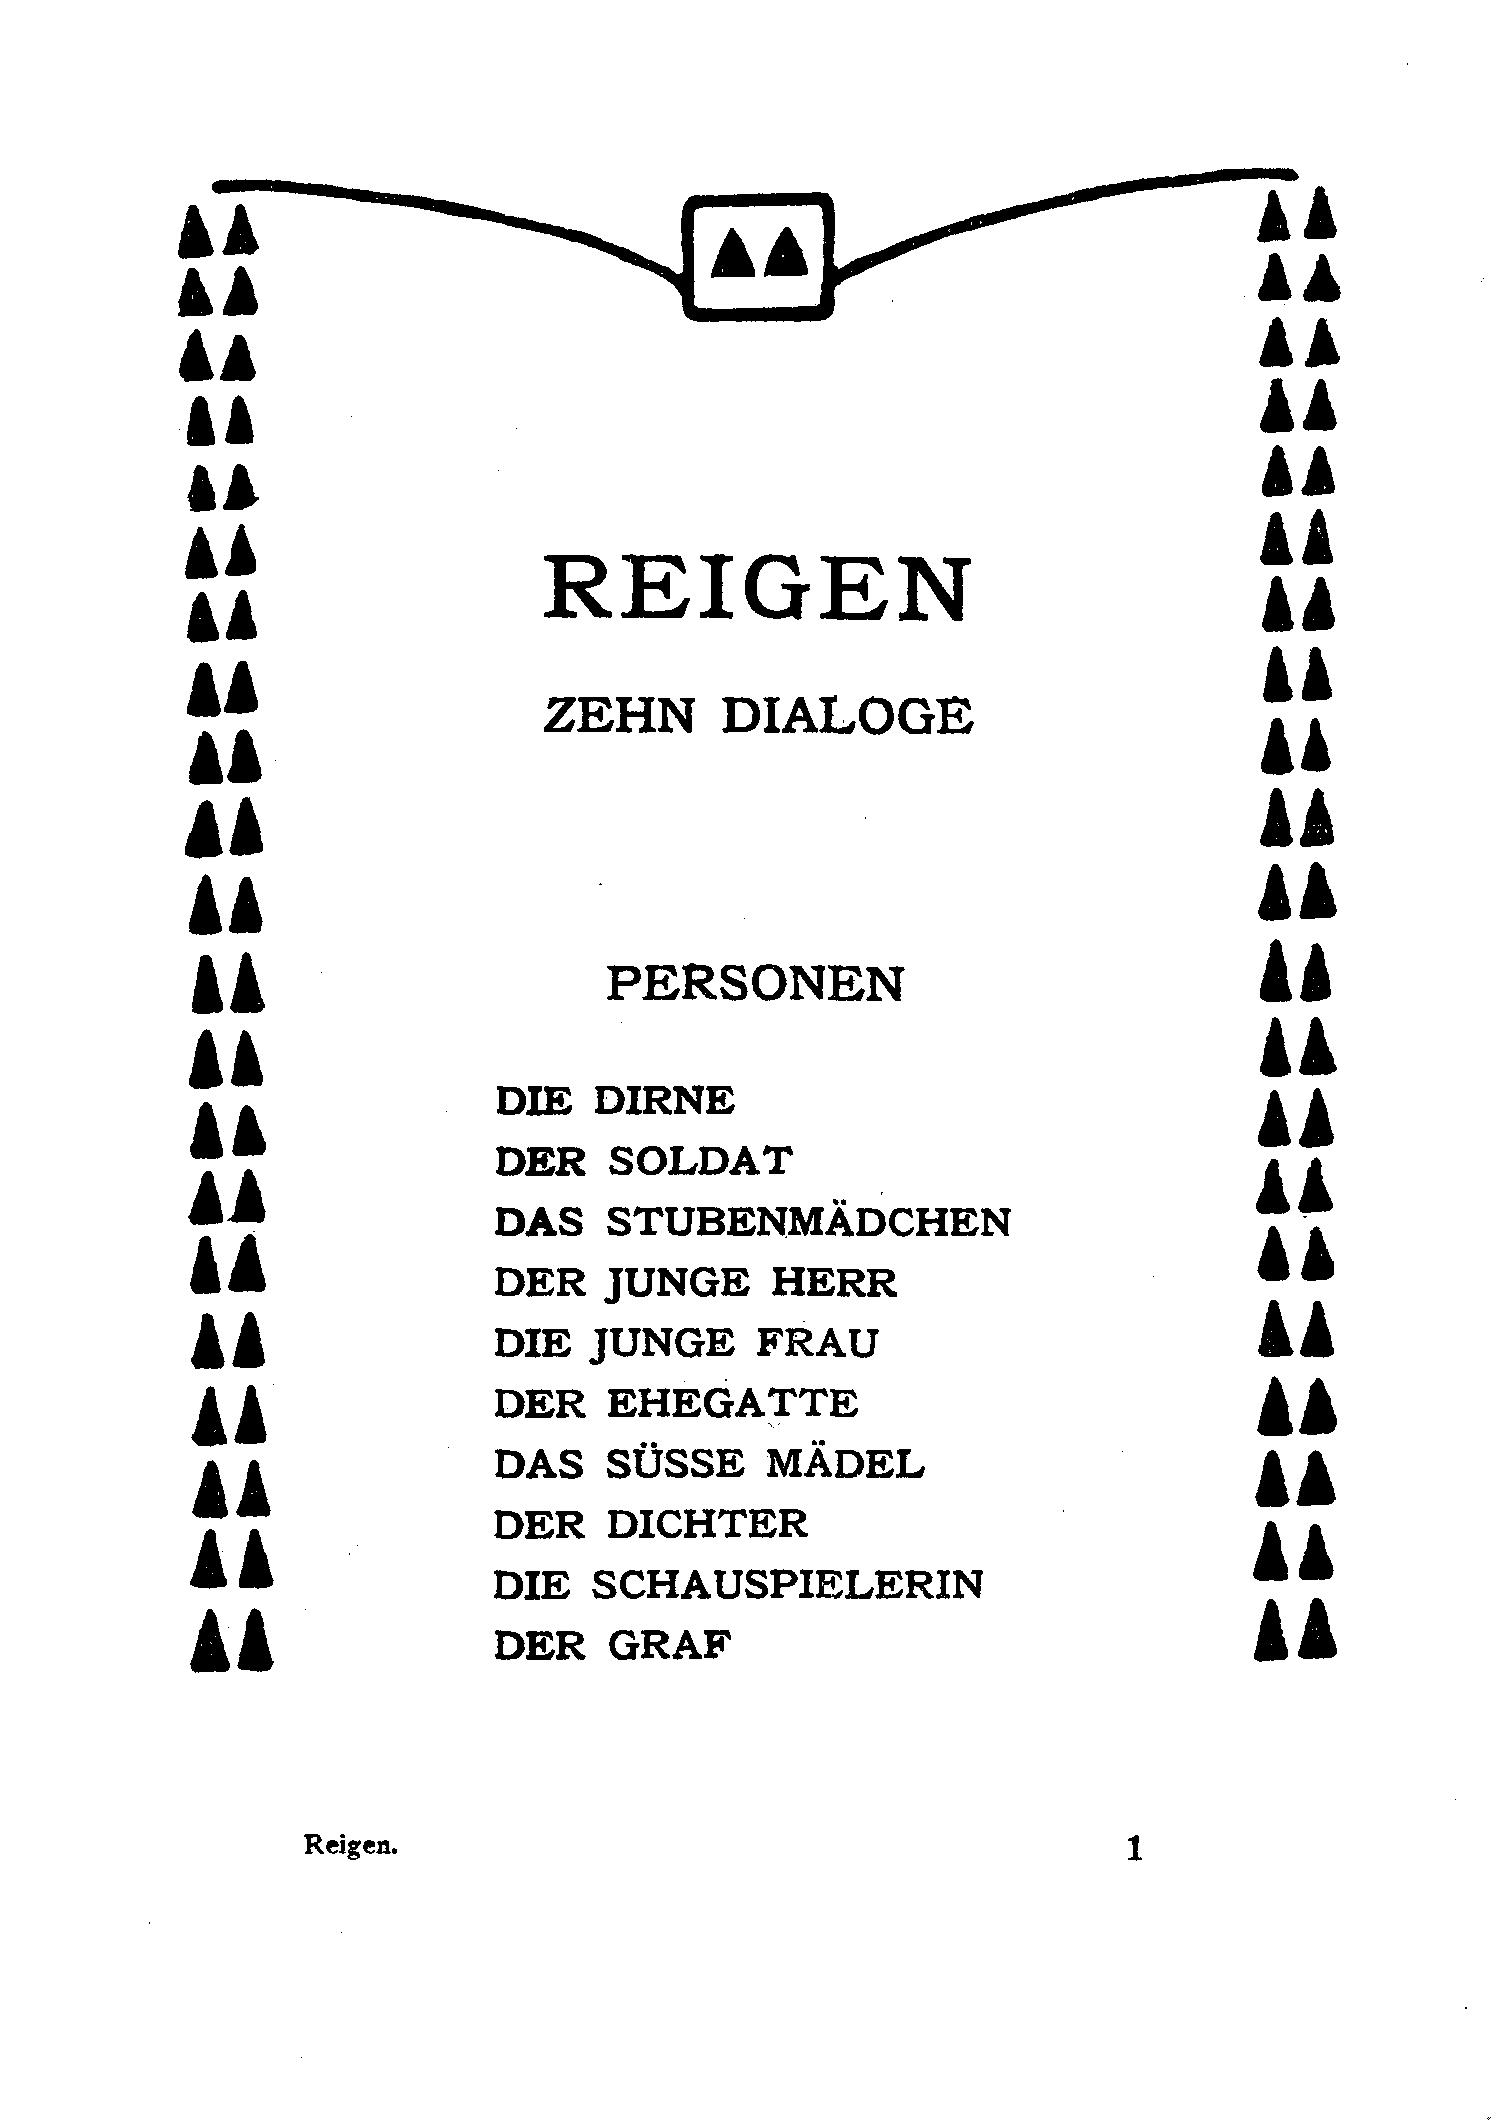 REIGEN
ZEHN DIALOGE
PERSONEN
DIE DIRNE
DER SOLDAT
DAS STUBENMÄDCHEN
DER JUNGE HERR
DIE JUNGE FRAU
DER EHEGATTE
DAS SÜSSE MÄDEL
DER DICHTER
DIE SCHAUSPIELERIN
DER GRAF
Reigen. 1